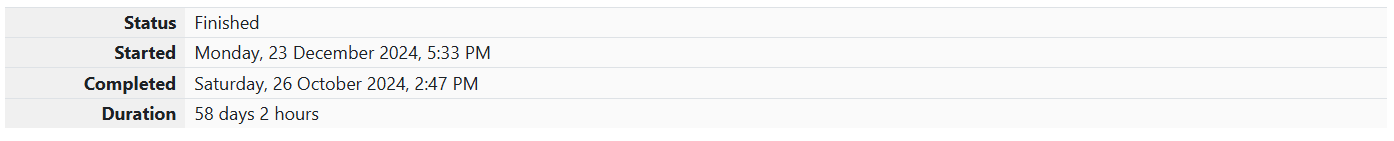 Status Finished
Started Monday, 23 December 2024, 5:33 PM
Completed Saturday, 26 October 2024, 2:47 PM
Duration 58 days 2 hours